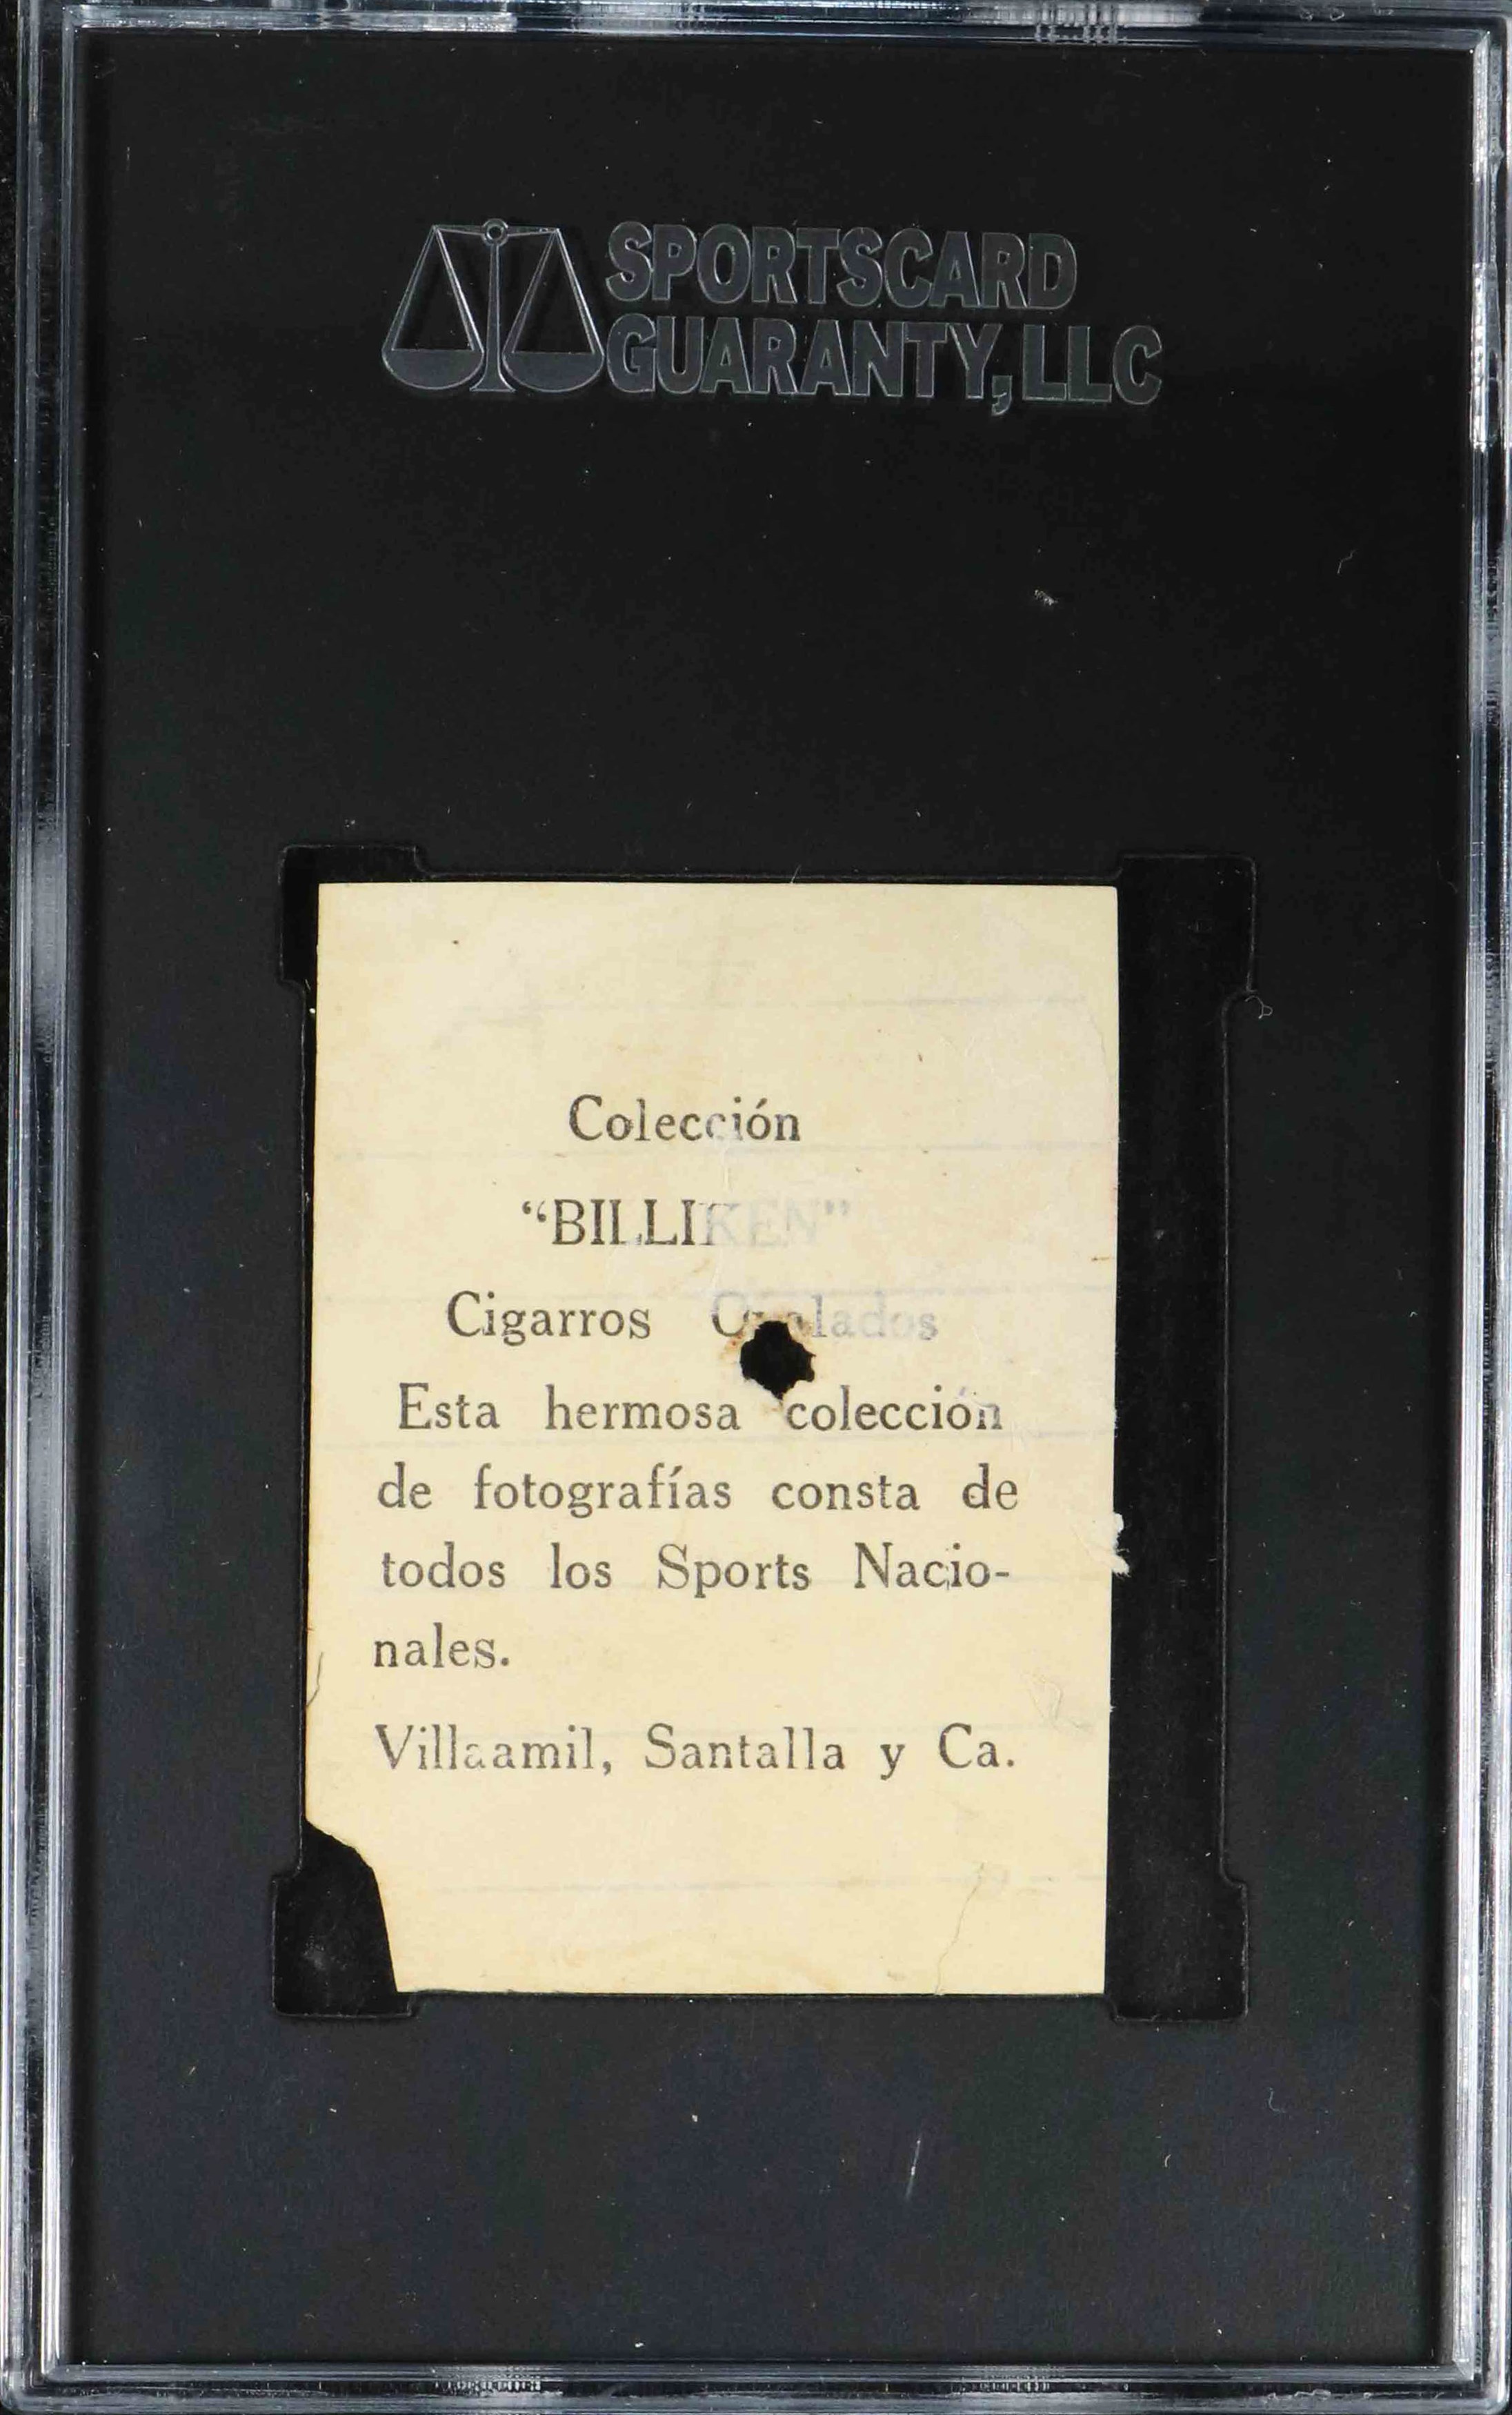 SPORTSCARD
GUARANTY, LLC
Colección
“BILLIKEN”
Cigarros Ovalados
Esta hermosa colección
de fotografías consta de
todos los Sports Nacio-
nales.
Villaamil, Santalla y Ca.